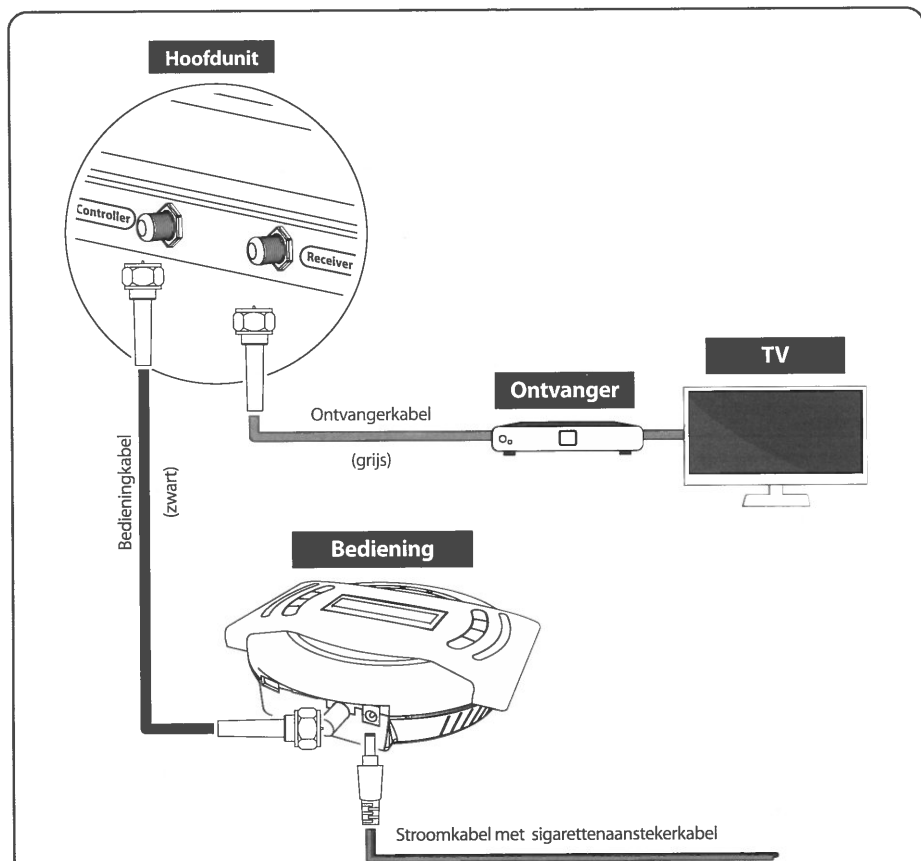 Hoofdunit
Controller
Receiver
TV
Ontvanger
Ontvangerkabel
(grijs)
Bedieningkabel
(zwart)
Bediening
Stroomkabel met sigarettenaanstekerkabel